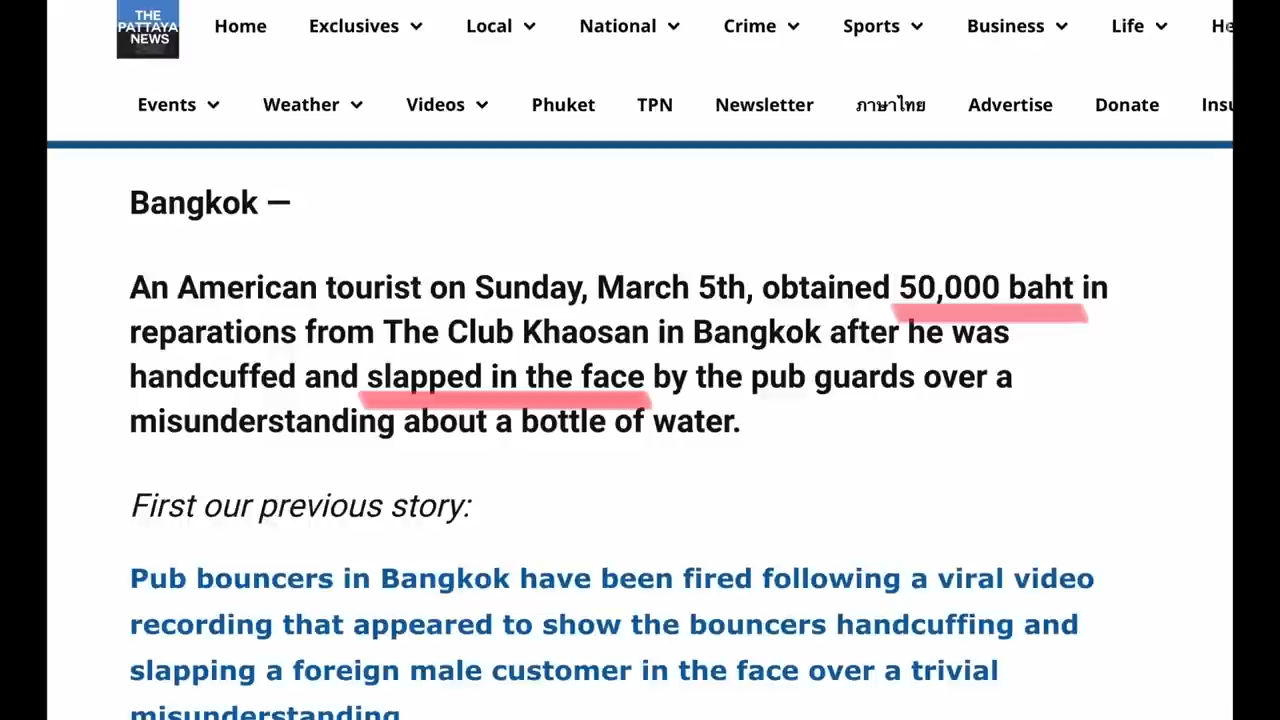 THE
PATTAYA
NEWS
Home Exclusives Local National Crime Sports Business Life
Events Weather Videos Phuket TPN Newsletter ภาษาไทย Advertise Donate
Bangkok —
An American tourist on Sunday, March 5th, obtained 50,000 baht in
reparations from The Club Khaosan in Bangkok after he was
handcuffed and slapped in the face by the pub guards over a
misunderstanding about a bottle of water.
First our previous story:
Pub bouncers in Bangkok have been fired following a viral video
recording that appeared to show the bouncers handcuffing and
slapping a foreign male customer in the face over a trivial
misunderstanding